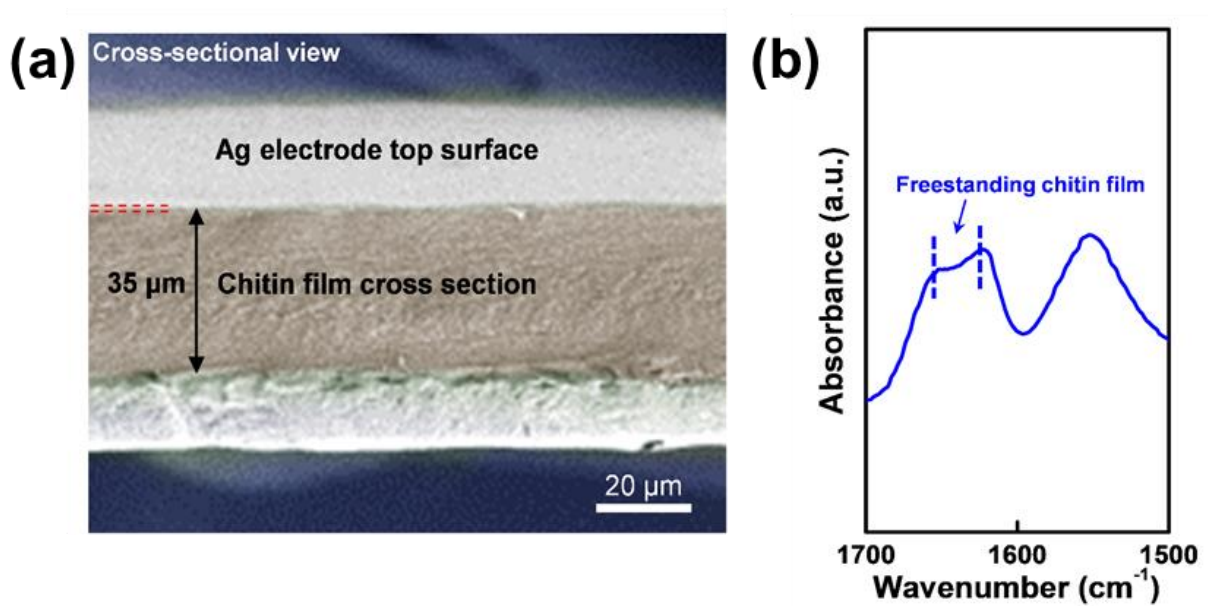 (a)
Cross-sectional view
Ag electrode top surface
35 μm
Chitin film cross section
20 μm
(b)
Absorbance (a.u.)
Freestanding chitin film
1700
1600
1500
Wavenumber (cm⁻¹)